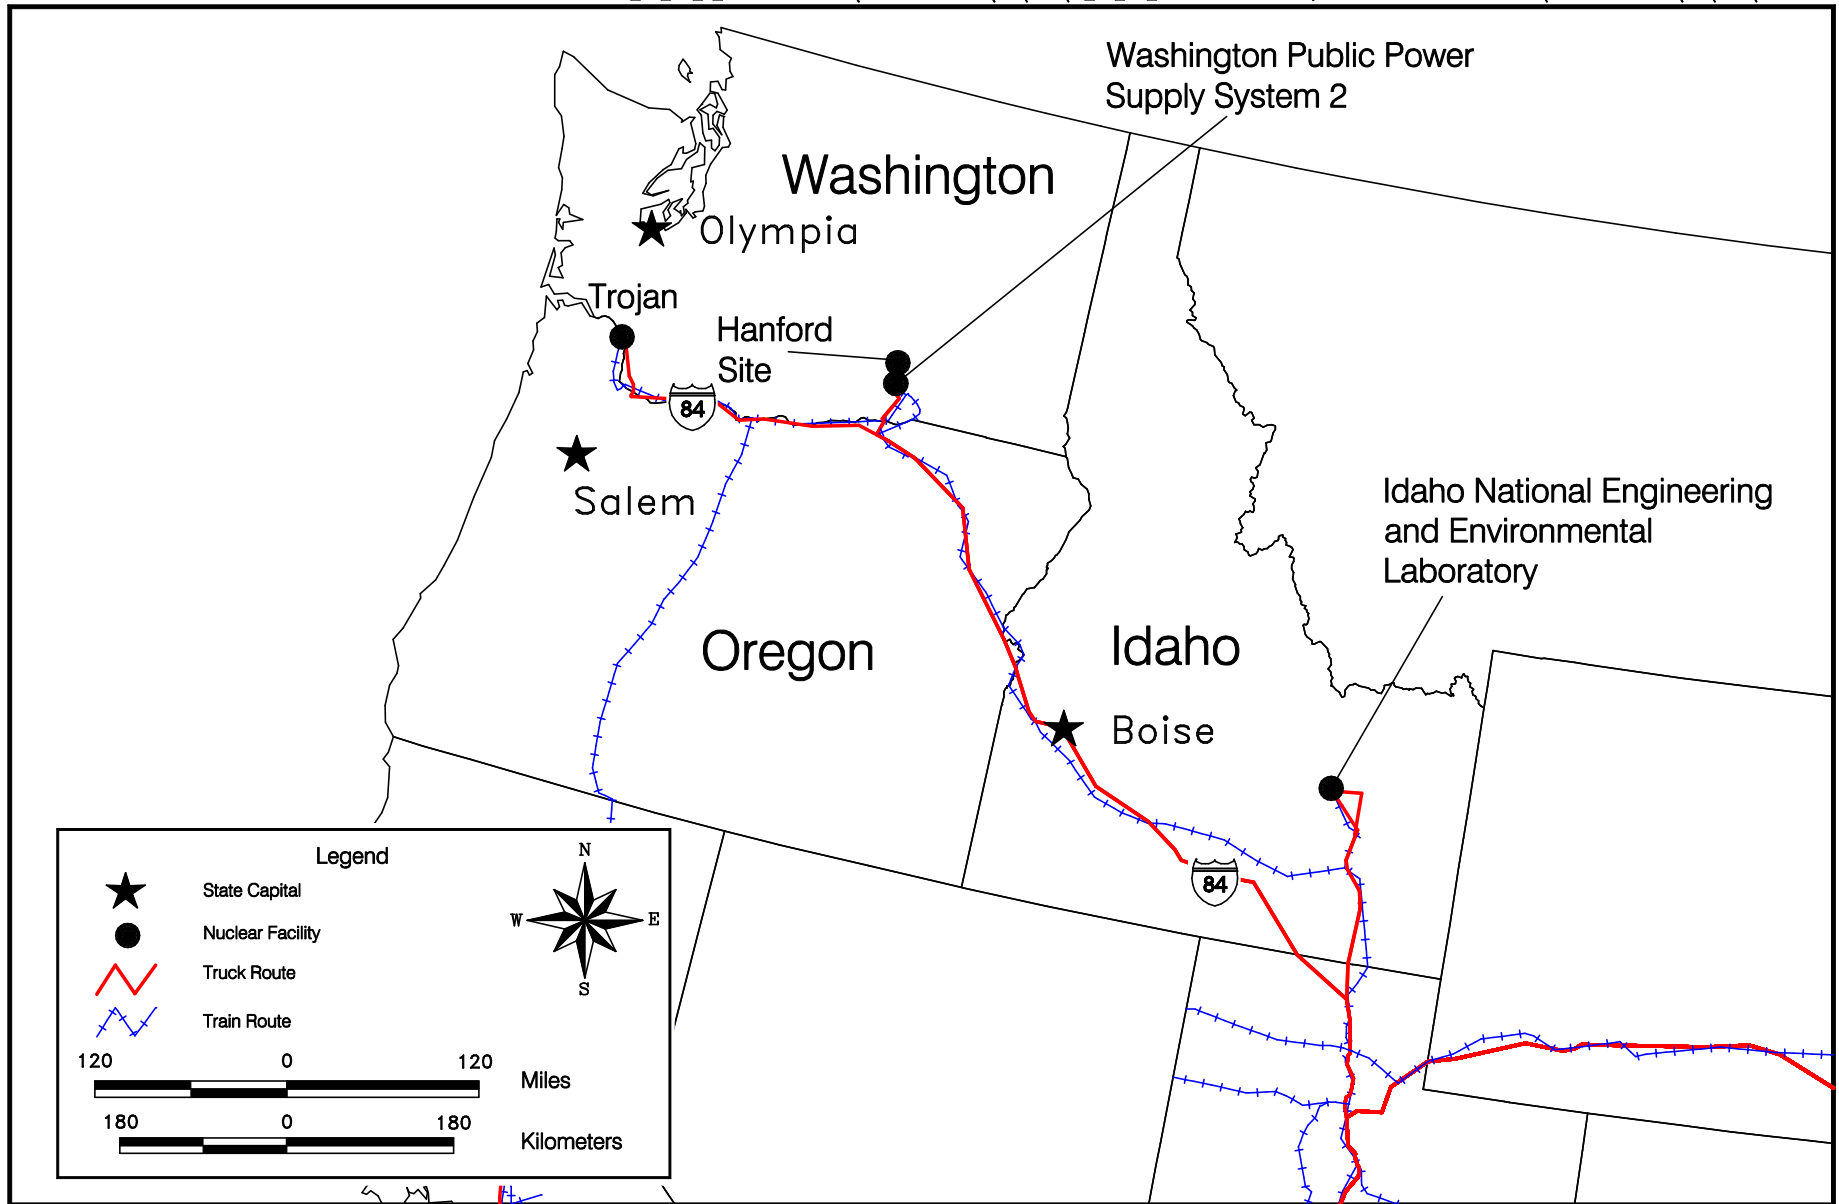 Washington Public Power
Supply System 2
Washington
Olympia
Trojan
Hanford
Site
84
Salem
Idaho National Engineering
and Environmental
Laboratory
Oregon
Idaho
Boise
84
Legend
State Capital
Nuclear Facility
Truck Route
Train Route
N
W
E
S
120 0 120
Miles
180 0 180
Kilometers